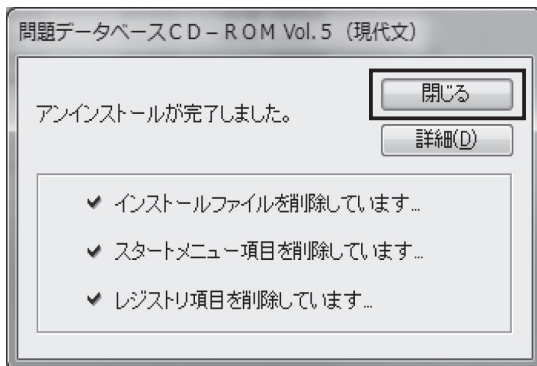 問題データベースCD－ROM Vol.5（現代文）
閉じる
アンインストールが完了しました。
詳細(D)
インストールファイルを削除しています...
スタートメニュー項目を削除しています...
レジストリ項目を削除しています...